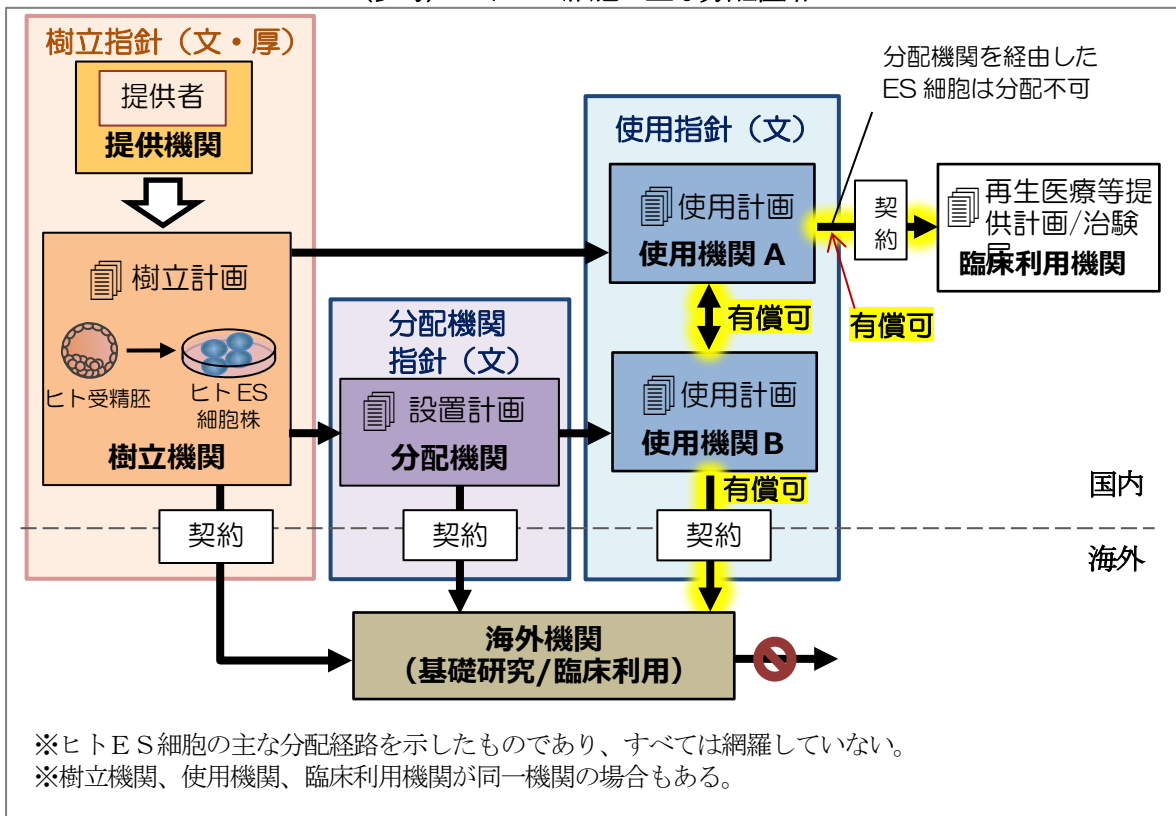 樹立指針（文・厚）
提供者
提供機関
樹立計画
ヒト受精胚
ヒト ES
細胞株
樹立機関
契約
分配機関
指針（文）
設置計画
分配機関
契約
使用指針（文）
使用計画
使用機関 A
有償可
使用計画
使用機関 B
有償可
契約
分配機関を経由した
ES 細胞は分配不可
契約
有償可
再生医療等提
供計画/治験
臨床利用機関
国内
海外
海外機関
（基礎研究/臨床利用）
※ヒトＥＳ細胞の主な分配経路を示したものであり、すべては網羅していない。
※樹立機関、使用機関、臨床利用機関が同一機関の場合もある。